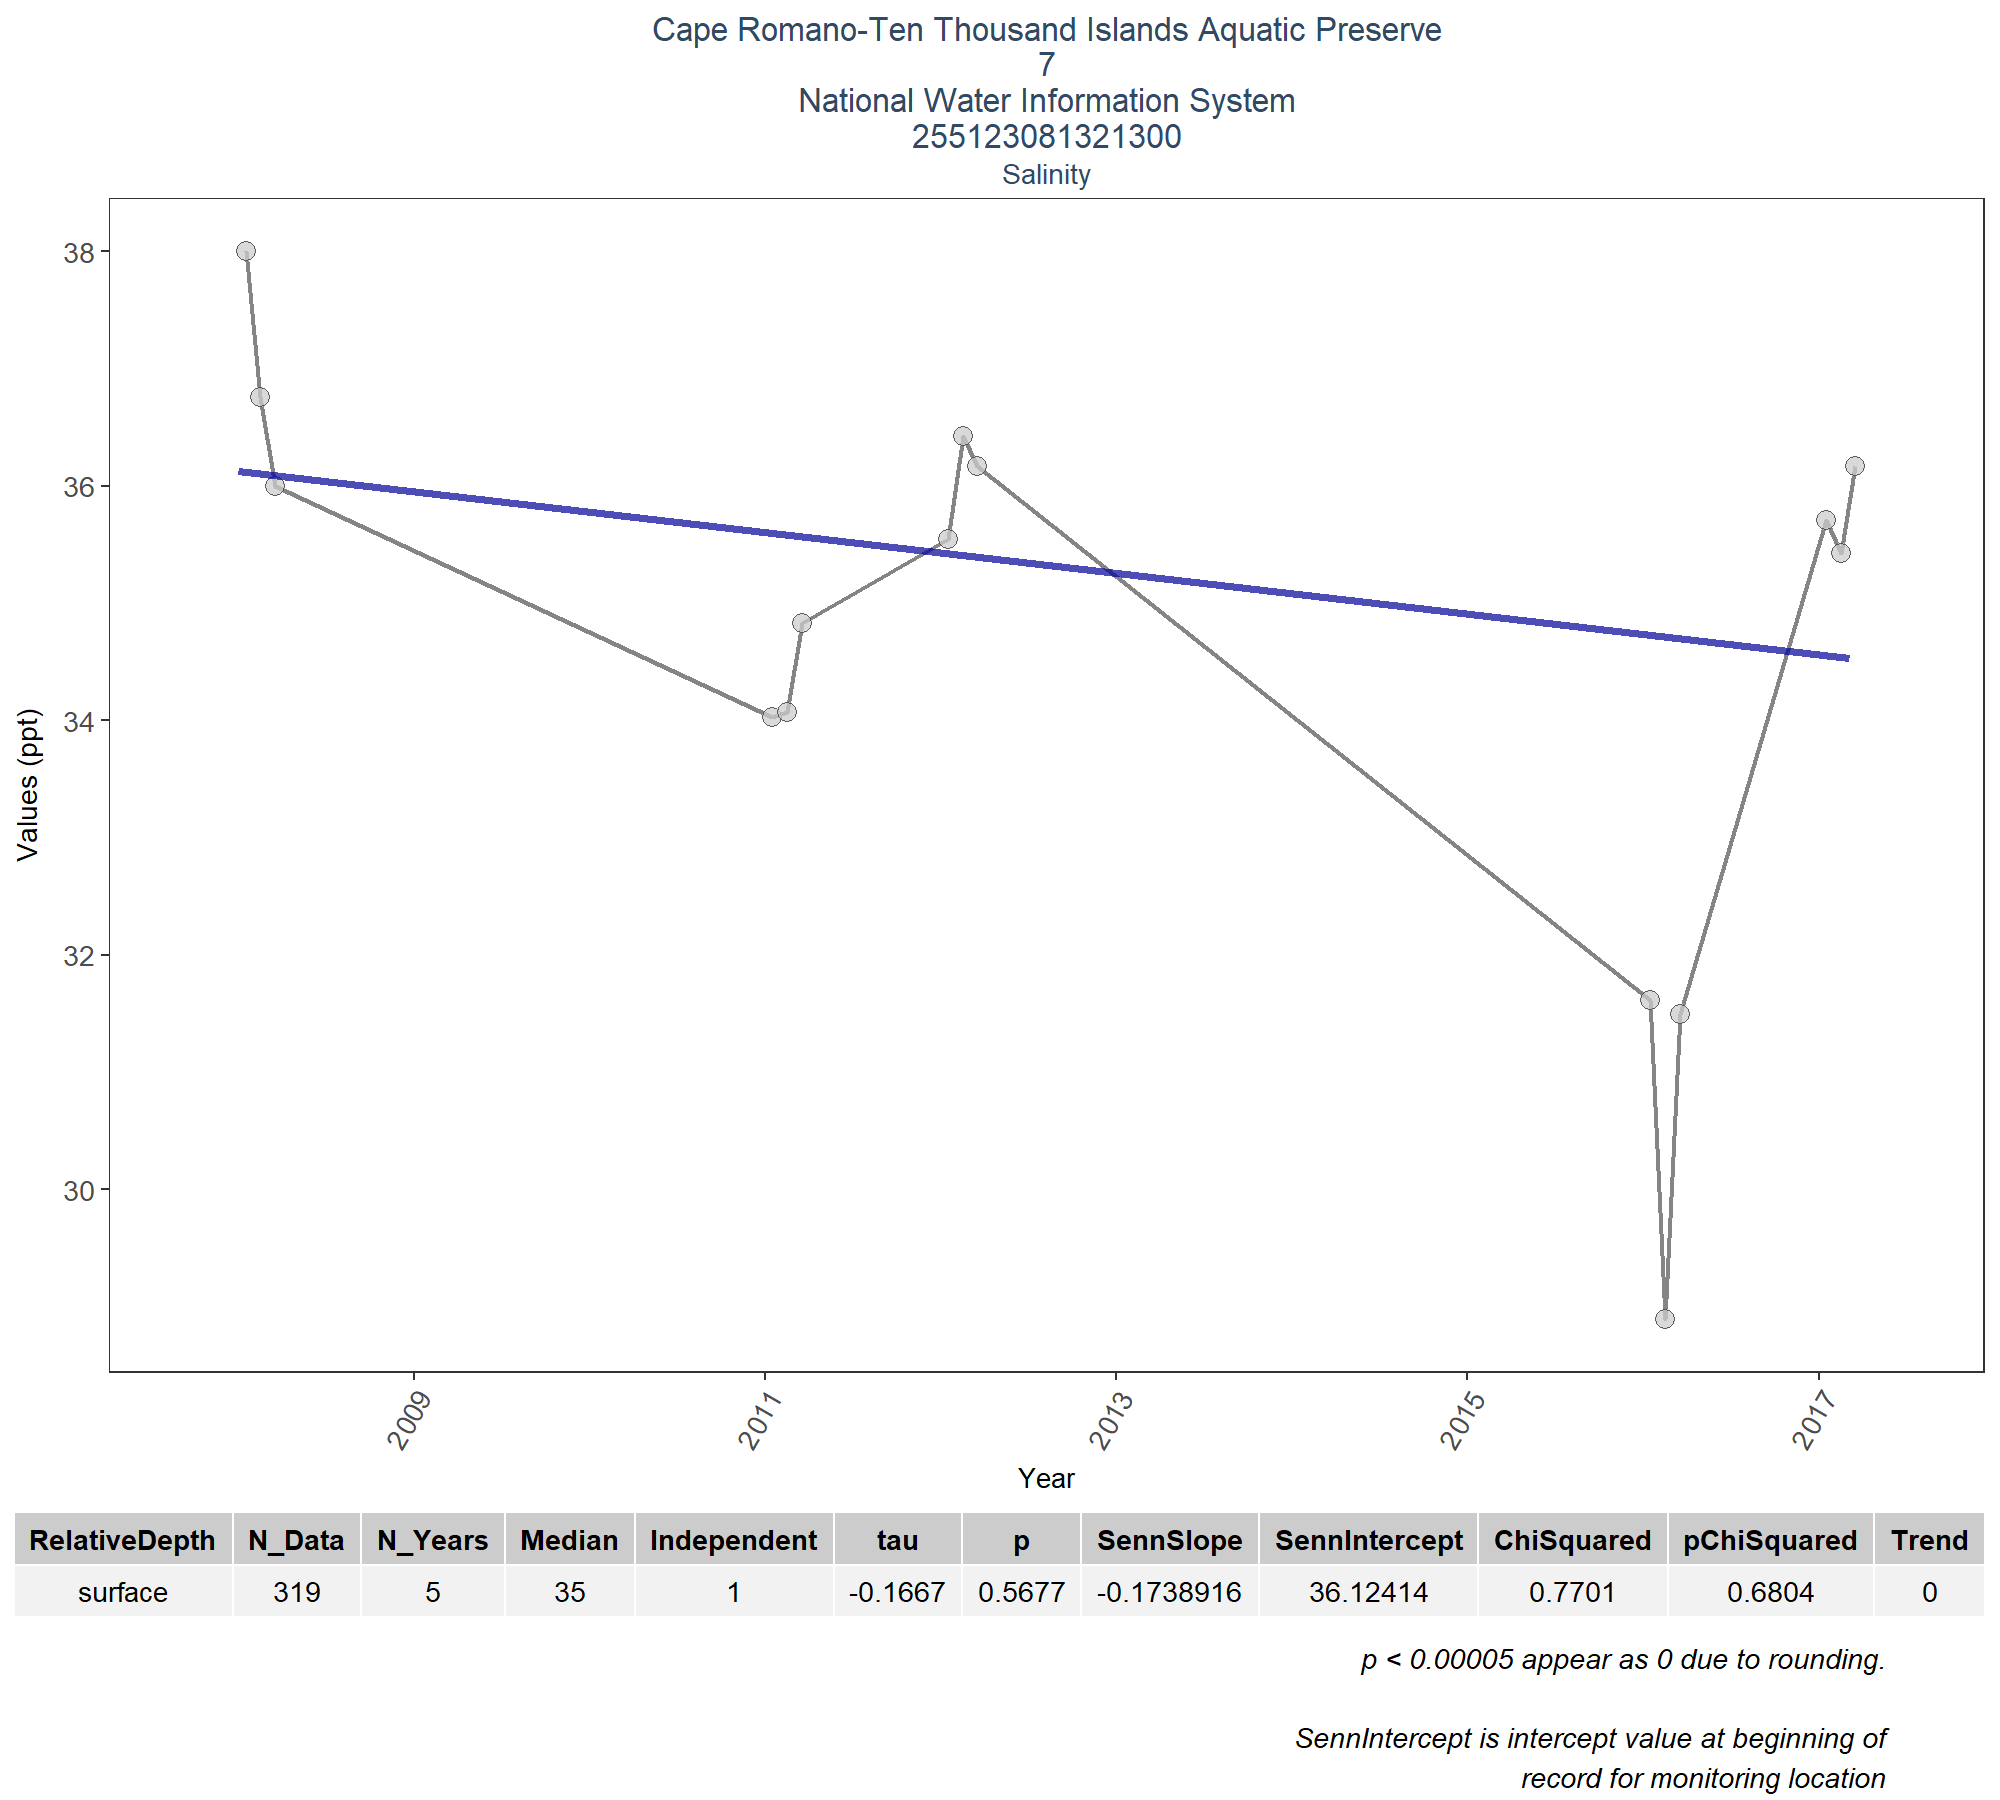 Cape Romano-Ten Thousand Islands Aquatic Preserve
7
National Water Information System
255123081321300
Salinity
38
36
34
32
30
Values (ppt)
2009
2011
2013
2015
2017
Year
RelativeDepth N_Data N_Years Median Independent tau p SennSlope SennIntercept ChiSquared pChiSquared Trend
surface 319 5 35 1 -0.1667 0.5677 -0.1738916 36.12414 0.7701 0.6804 0
p < 0.00005 appear as 0 due to rounding.
SennIntercept is intercept value at beginning of
record for monitoring location